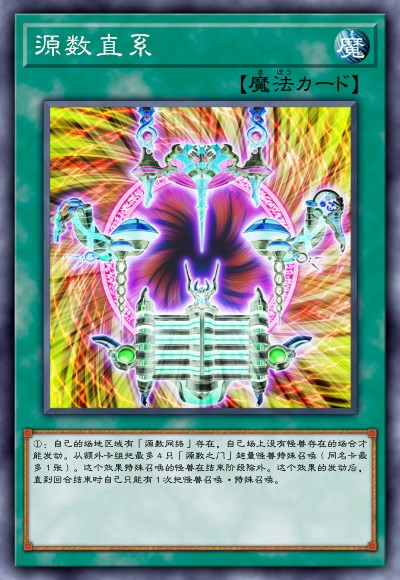 源数直系
魔
【魔法カード】
①：自己的场地区域有「源数网络」存在，自己场上没有怪兽存在的场合才
能发动。从额外卡组把最多4只「源数之门」超量怪兽特殊召唤（同名卡最
多1张）。这个效果特殊召唤的怪兽在结束阶段除外。这个效果的发动后，
直到回合结束时自己只能有1次把怪兽召唤·特殊召唤。